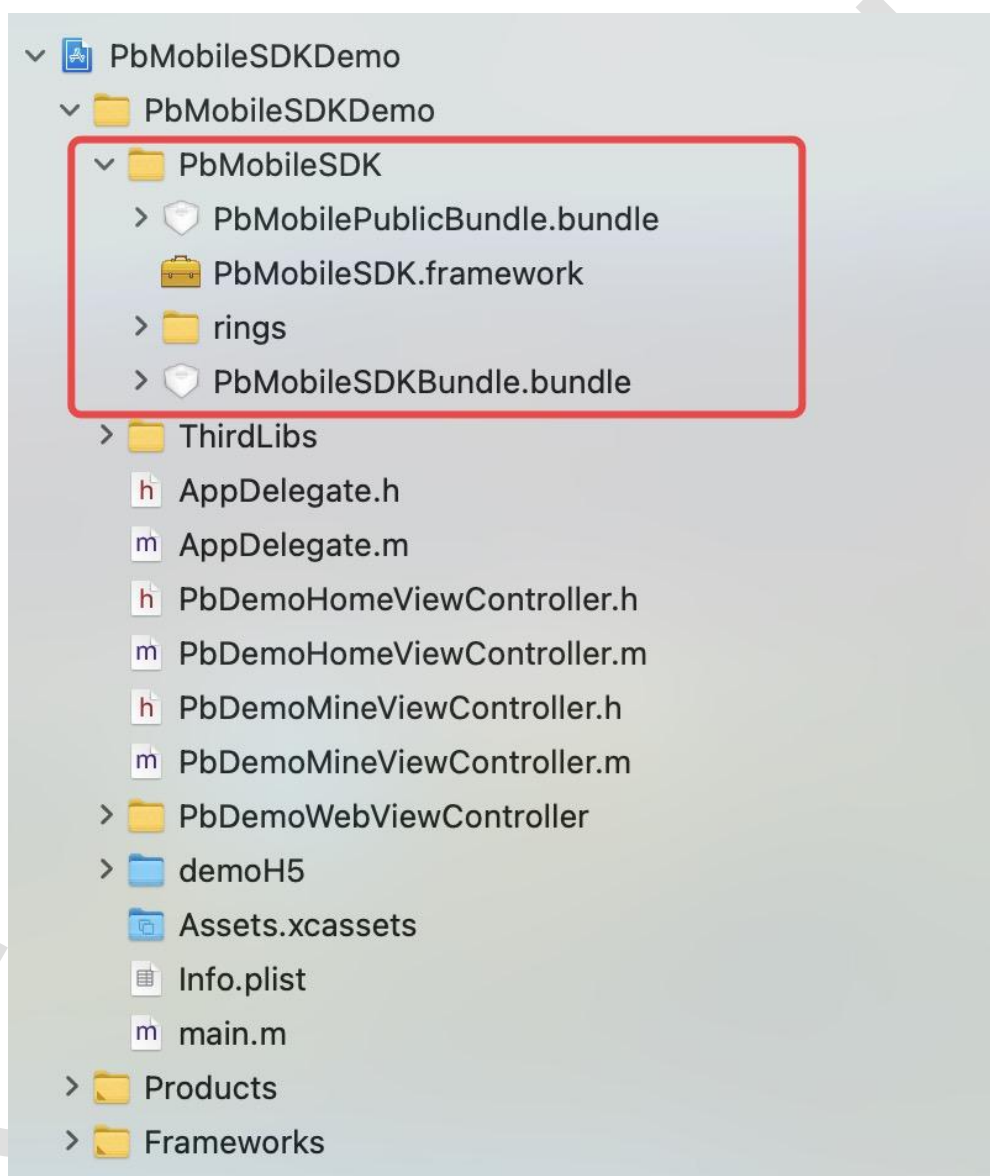 PbMobileSDKDemo
PbMobileSDKDemo
PbMobileSDK
PbMobilePublicBundle.bundle
PbMobileSDK.framework
rings
PbMobileSDKBundle.bundle
ThirdLibs
h AppDelegate.h
m AppDelegate.m
h PbDemoHomeViewController.h
m PbDemoHomeViewController.m
h PbDemoMineViewController.h
m PbDemoMineViewController.m
PbDemoWebViewController
demoH5
Assets.xcassets
Info.plist
m main.m
Products
Frameworks